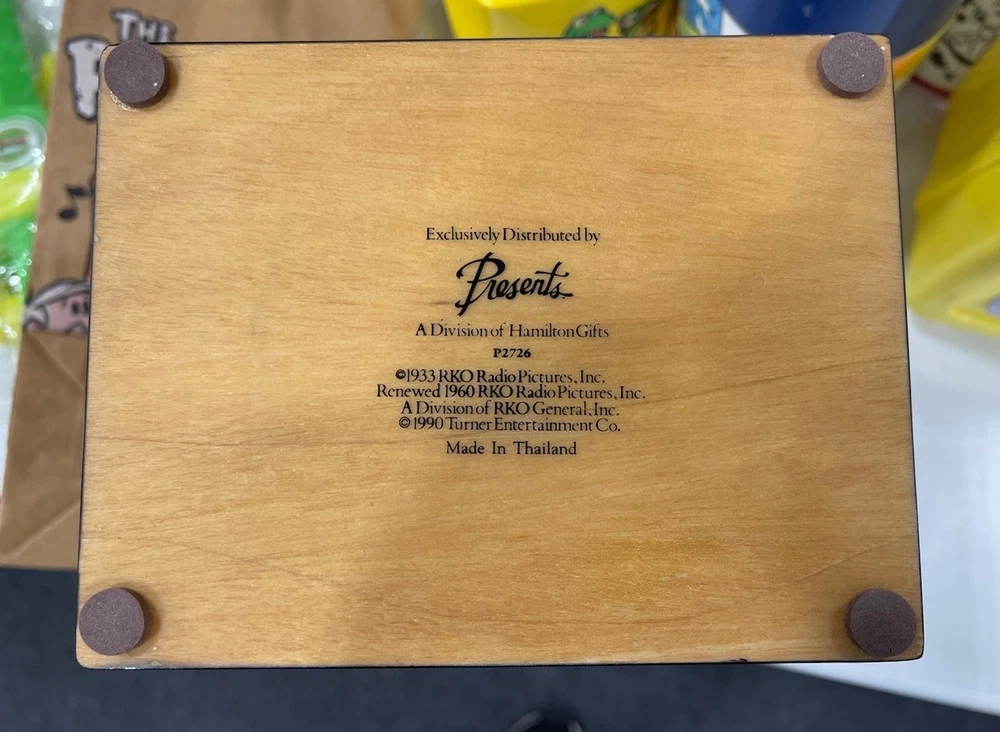 THE
Exclusively Distributed by
Presents
A Division of Hamilton Gifts
P2726
©1933 RKO Radio Pictures, Inc.
Renewed 1960 RKO Radio Pictures, Inc.
A Division of RKO General, Inc.
©1990 Turner Entertainment Co.
Made In Thailand